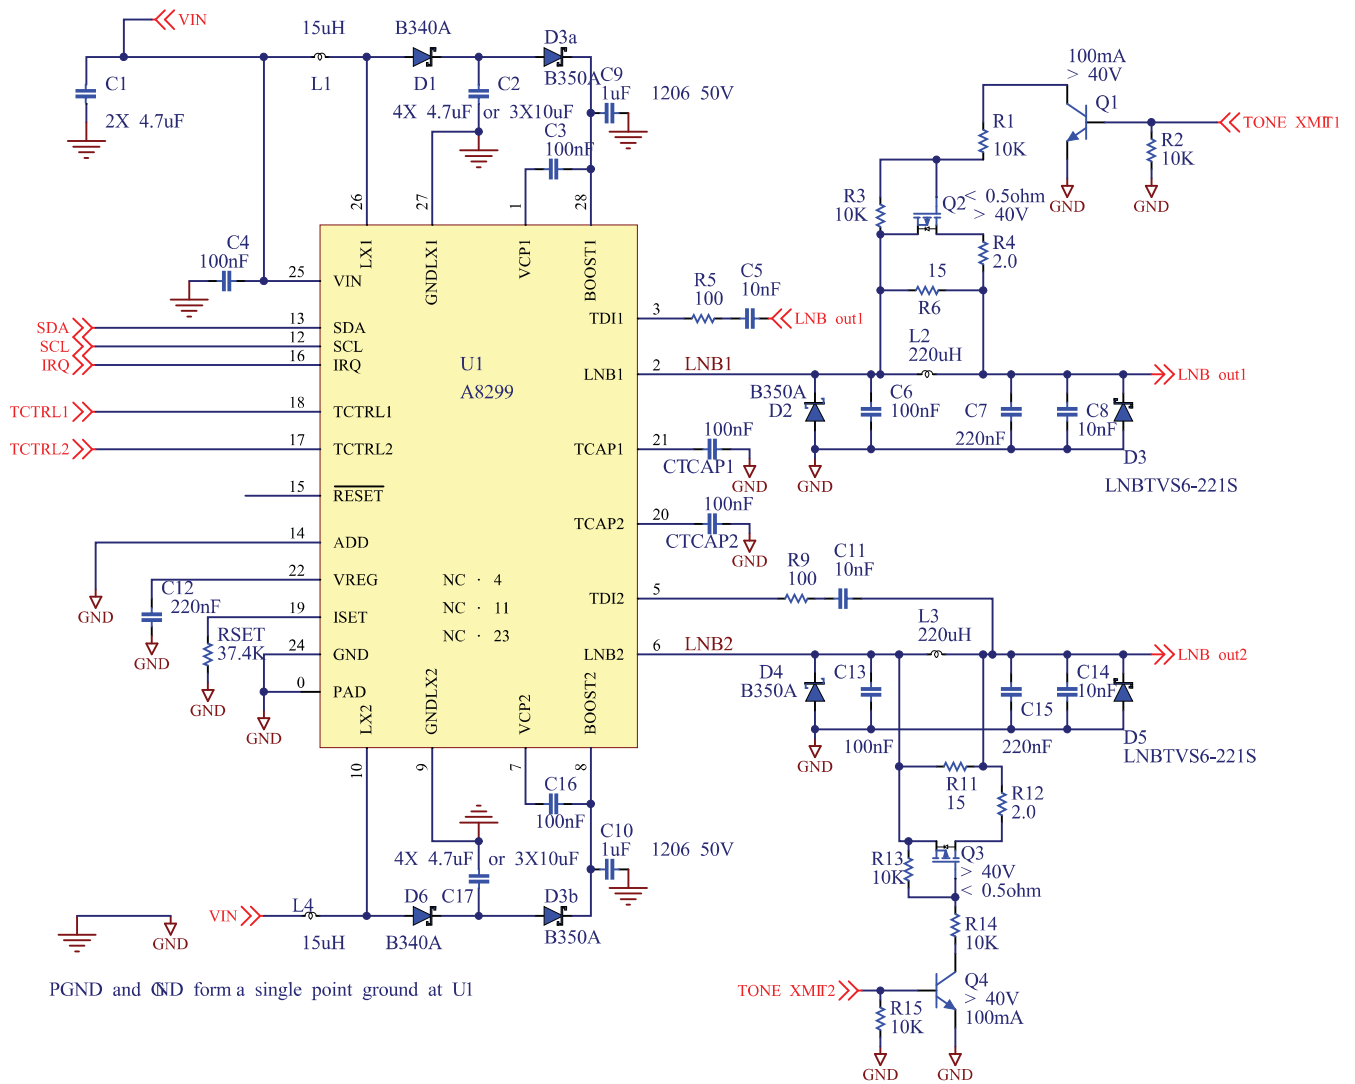 VIN
15uH
L1
B340A
D1
D3a
B350A
C1
2X 4.7uF
C2
4X 4.7uF or 3X10uF
C9
1uF 1206 50V
C3
100nF
26
27
1
28
LX1
GNDLX1
VCP1
BOOST1
C4
100nF
25
VIN
SDA
13
SDA
SCL
12
SCL
IRQ
16
IRQ
TCTRL1
18
TCTRL1
TCTRL2
17
TCTRL2
15
RESET
14
ADD
GND
22
VREG
C12
220nF
GND
19
ISET
RSET
37.4K
GND
24
GND
0
PAD
GND
U1
A8299
NC · 4
NC · 11
NC · 23
TDI1
3
R5
100
C5
10nF
LNB out1
LNB1
2
LNB1
TCAP1
21
100nF
CTCAP1
GND
TCAP2
20
100nF
CTCAP2
GND
TDI2
5
R9
100
C11
10nF
LNB2
6
LNB2
LX2
GNDLX2
VCP2
BOOST2
10
9
7
8
100mA
> 40V
Q1
TONE XMIT1
R1
10K
R2
10K
GND
GND
R3
10K
Q2
< 0.5ohm
> 40V
R4
2.0
15
R6
L2
220uH
LNB out1
B350A
D2
C6
100nF
C7
220nF
C8
10nF
D3
LNBTVS6-221S
GND
L3
220uH
LNB out2
D4
B350A
C13
100nF
C14
10nF
C15
220nF
D5
LNBTVS6-221S
GND
R11
15
R12
2.0
R13
10K
Q3
> 40V
< 0.5ohm
R14
10K
TONE XMIT2
Q4
> 40V
100mA
R15
10K
GND
GND
C16
100nF
C10
1uF 1206 50V
4X 4.7uF or 3X10uF
C17
VIN
L4
15uH
D6
B340A
D3b
B350A
GND
PGND and GND form a single point ground at U1